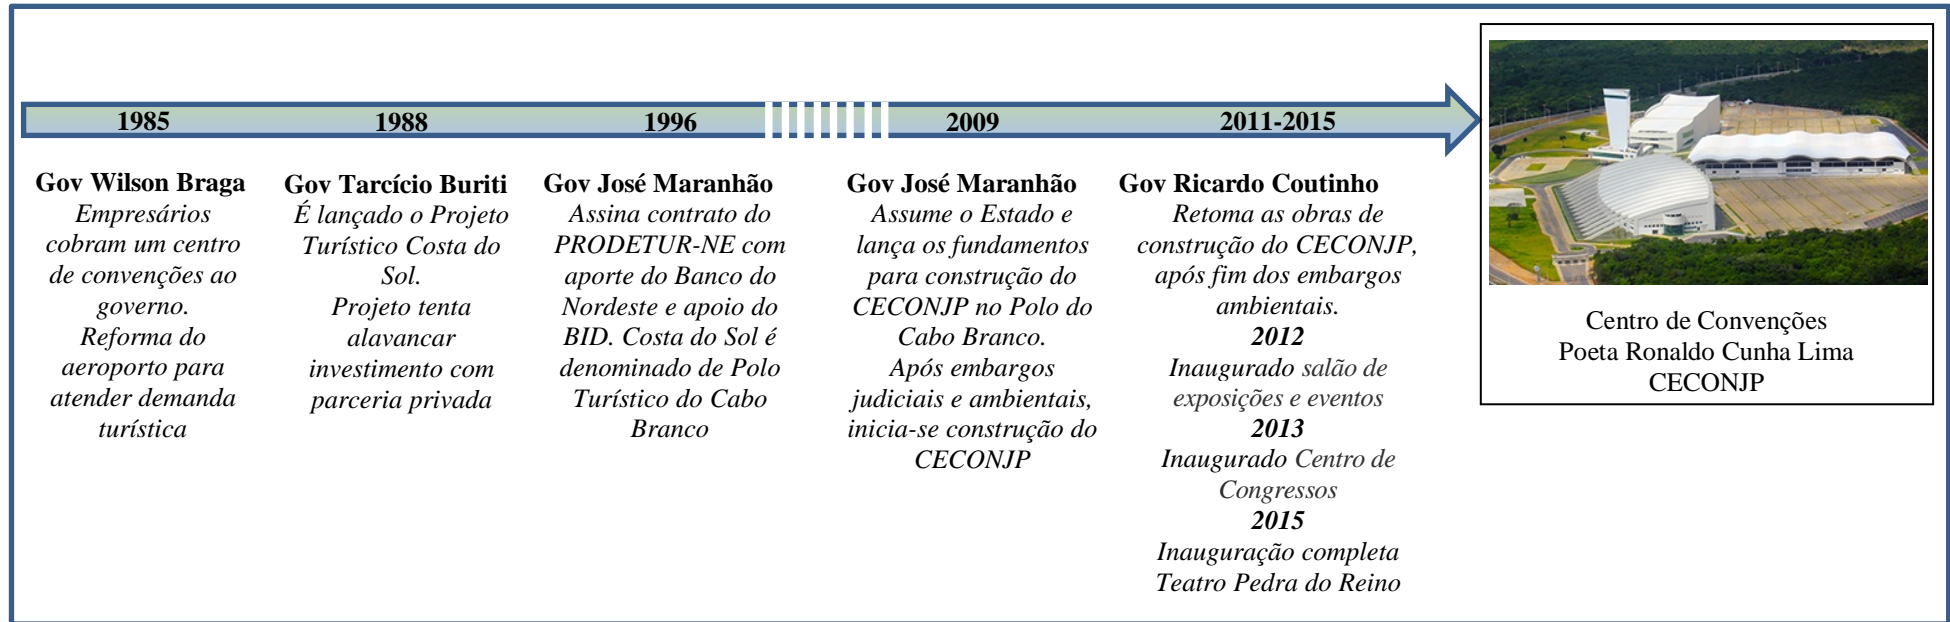 1985
1988
1996
2009
2011-2015
Gov Wilson Braga
Empresários
cobram um centro
de convenções ao
governo.
Reforma do
aeroporto para
atender demanda
turística
Gov Tarcício Buriti
É lançado o Projeto
Turístico Costa do
Sol.
Projeto tenta
alavancar
investimento com
parceria privada
Gov José Maranhão
Assina contrato do
PRODETUR-NE com
aporte do Banco do
Nordeste e apoio do
BID. Costa do Sol é
denominado de Polo
Turístico do Cabo
Branco
Gov José Maranhão
Assume o Estado e
lança os fundamentos
para construção do
CECONJP no Polo do
Cabo Branco.
Após embargos
judiciais e ambientais,
inicia-se construção do
CECONJP
Gov Ricardo Coutinho
Retoma as obras de
construção do CECONJP,
após fim dos embargos
ambientais.
2012
Inaugurado salão de
exposições e eventos
2013
Inaugurado Centro de
Congressos
2015
Inauguração completa
Teatro Pedra do Reino
Centro de Convenções
Poeta Ronaldo Cunha Lima
CECONJP